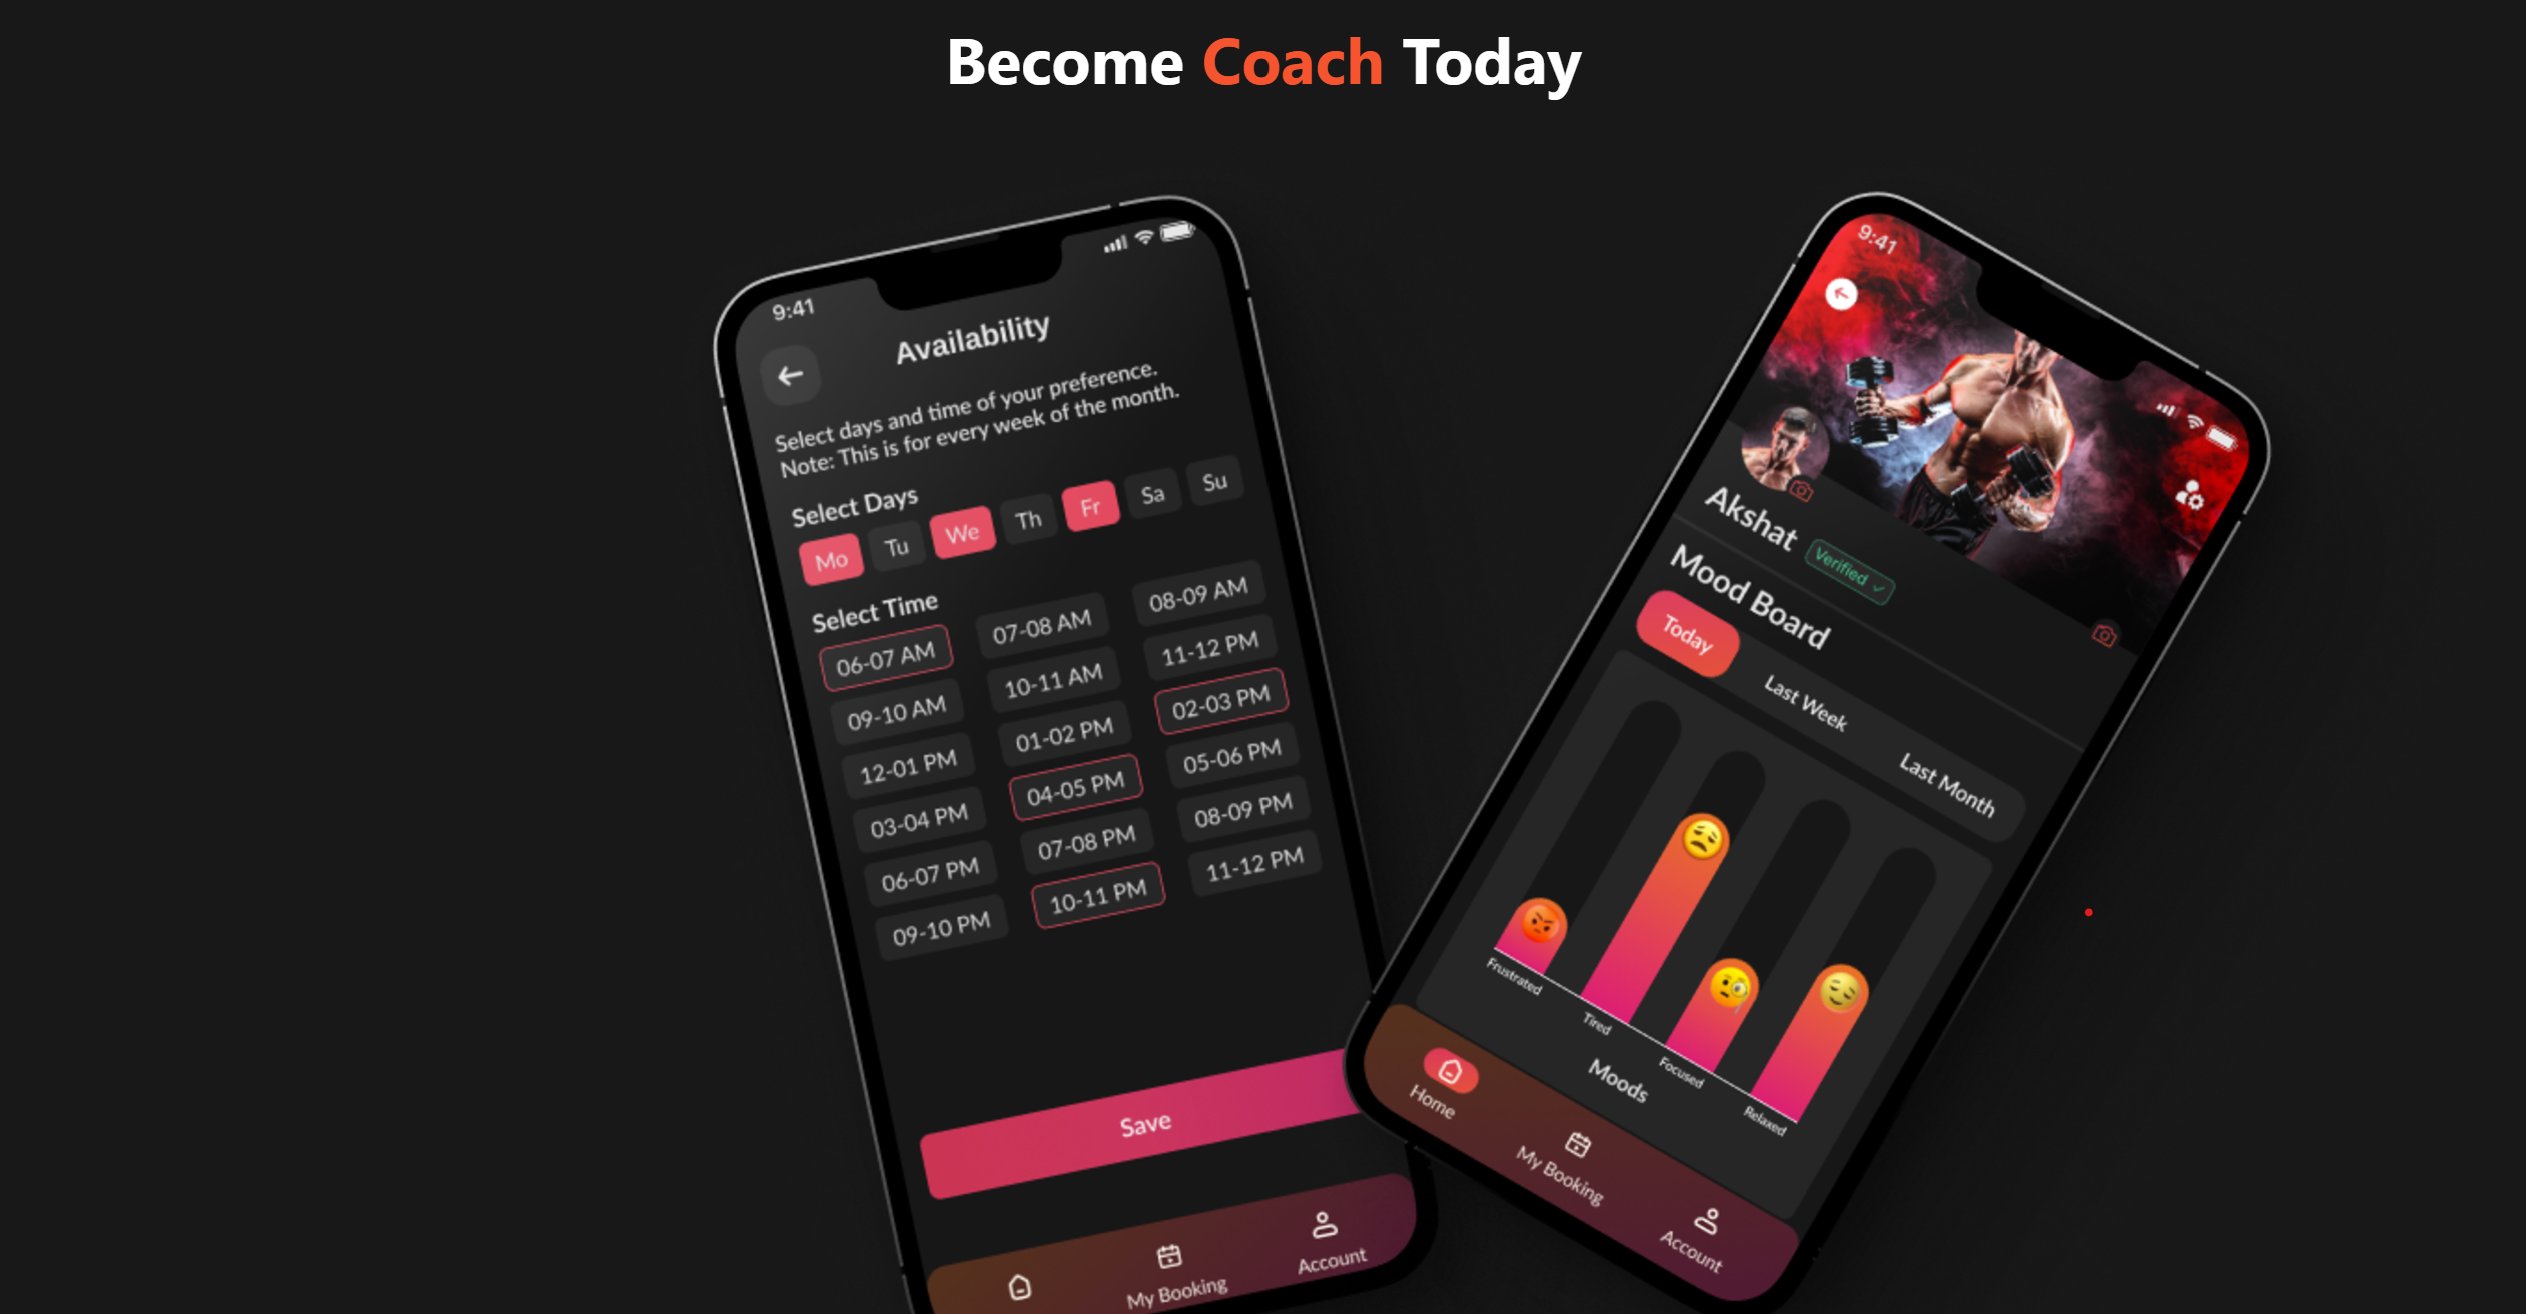 Become Coach Today
9:41
Availability
Select days and time of your preference.
Note: This is for every week of the month.
Select Days
Mo Tu We Th Fr Sa Su
Select Time
06-07 AM 07-08 AM 08-09 AM
09-10 AM 10-11 AM 11-12 PM
12-01 PM 01-02 PM 02-03 PM
03-04 PM 04-05 PM 05-06 PM
06-07 PM 07-08 PM 08-09 PM
09-10 PM 10-11 PM 11-12 PM
Save
My Booking Account
9:41
Akshat Verified
Mood Board
Today Last Week Last Month
Frustrated Tired Focused Relaxed
Moods
Home My Booking Account